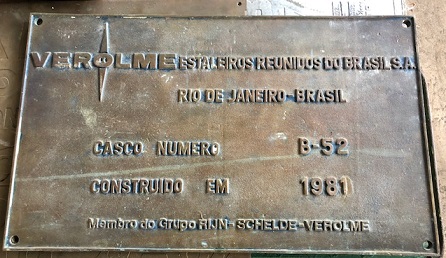 VEROLME ESTALEIROS REUNIDOS DO BRASIL S.A.
RIO DE JANEIRO-BRASIL
CASCO NUMERO B-52
CONSTRUIDO EM 1981
Membro do Grupo RIJN-SCHELDE-VEROLME